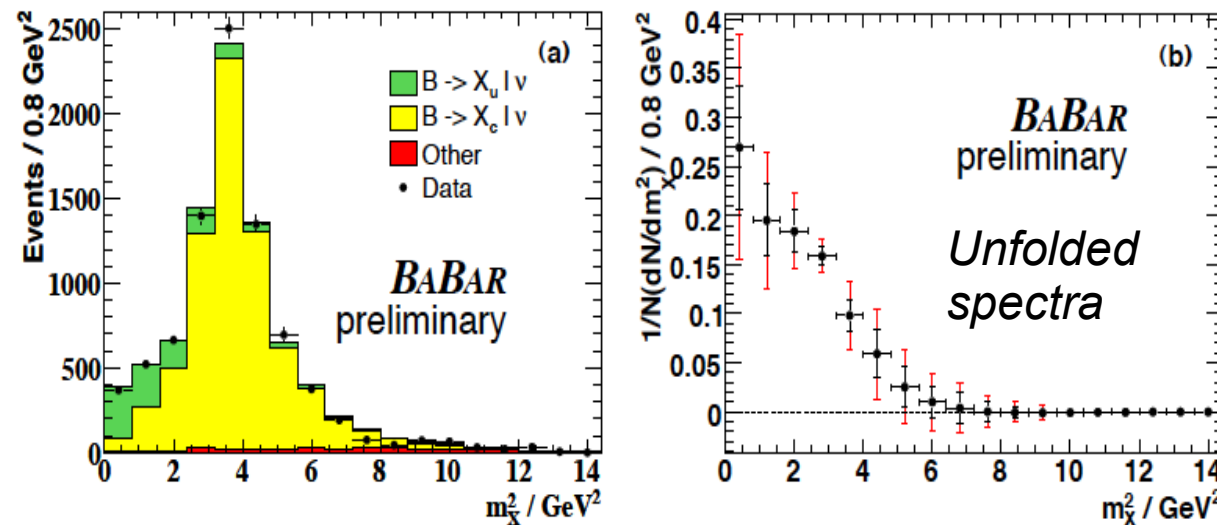 Events / 0.8 GeV²
2500
2000
1500
1000
500
0
(a)
B -> Xᵤ l ν
B -> X꜀ l ν
Other
Data
BABAR
preliminary
0 2 4 6 8 10 12 14
m²ₓ / GeV²
1/N(dN/dm²ₓ) / 0.8 GeV²
0.4
0.35
0.3
0.25
0.2
0.15
0.1
0.05
0
(b)
BABAR
preliminary
Unfolded
spectra
0 2 4 6 8 10 12 14
m²ₓ / GeV²